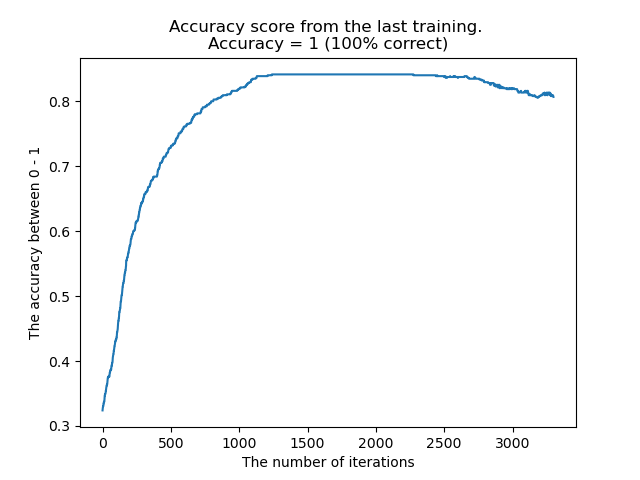 Accuracy score from the last training.
Accuracy = 1 (100% correct)
The accuracy between 0 - 1
0.8
0.7
0.6
0.5
0.4
0.3
0 500 1000 1500 2000 2500 3000
The number of iterations